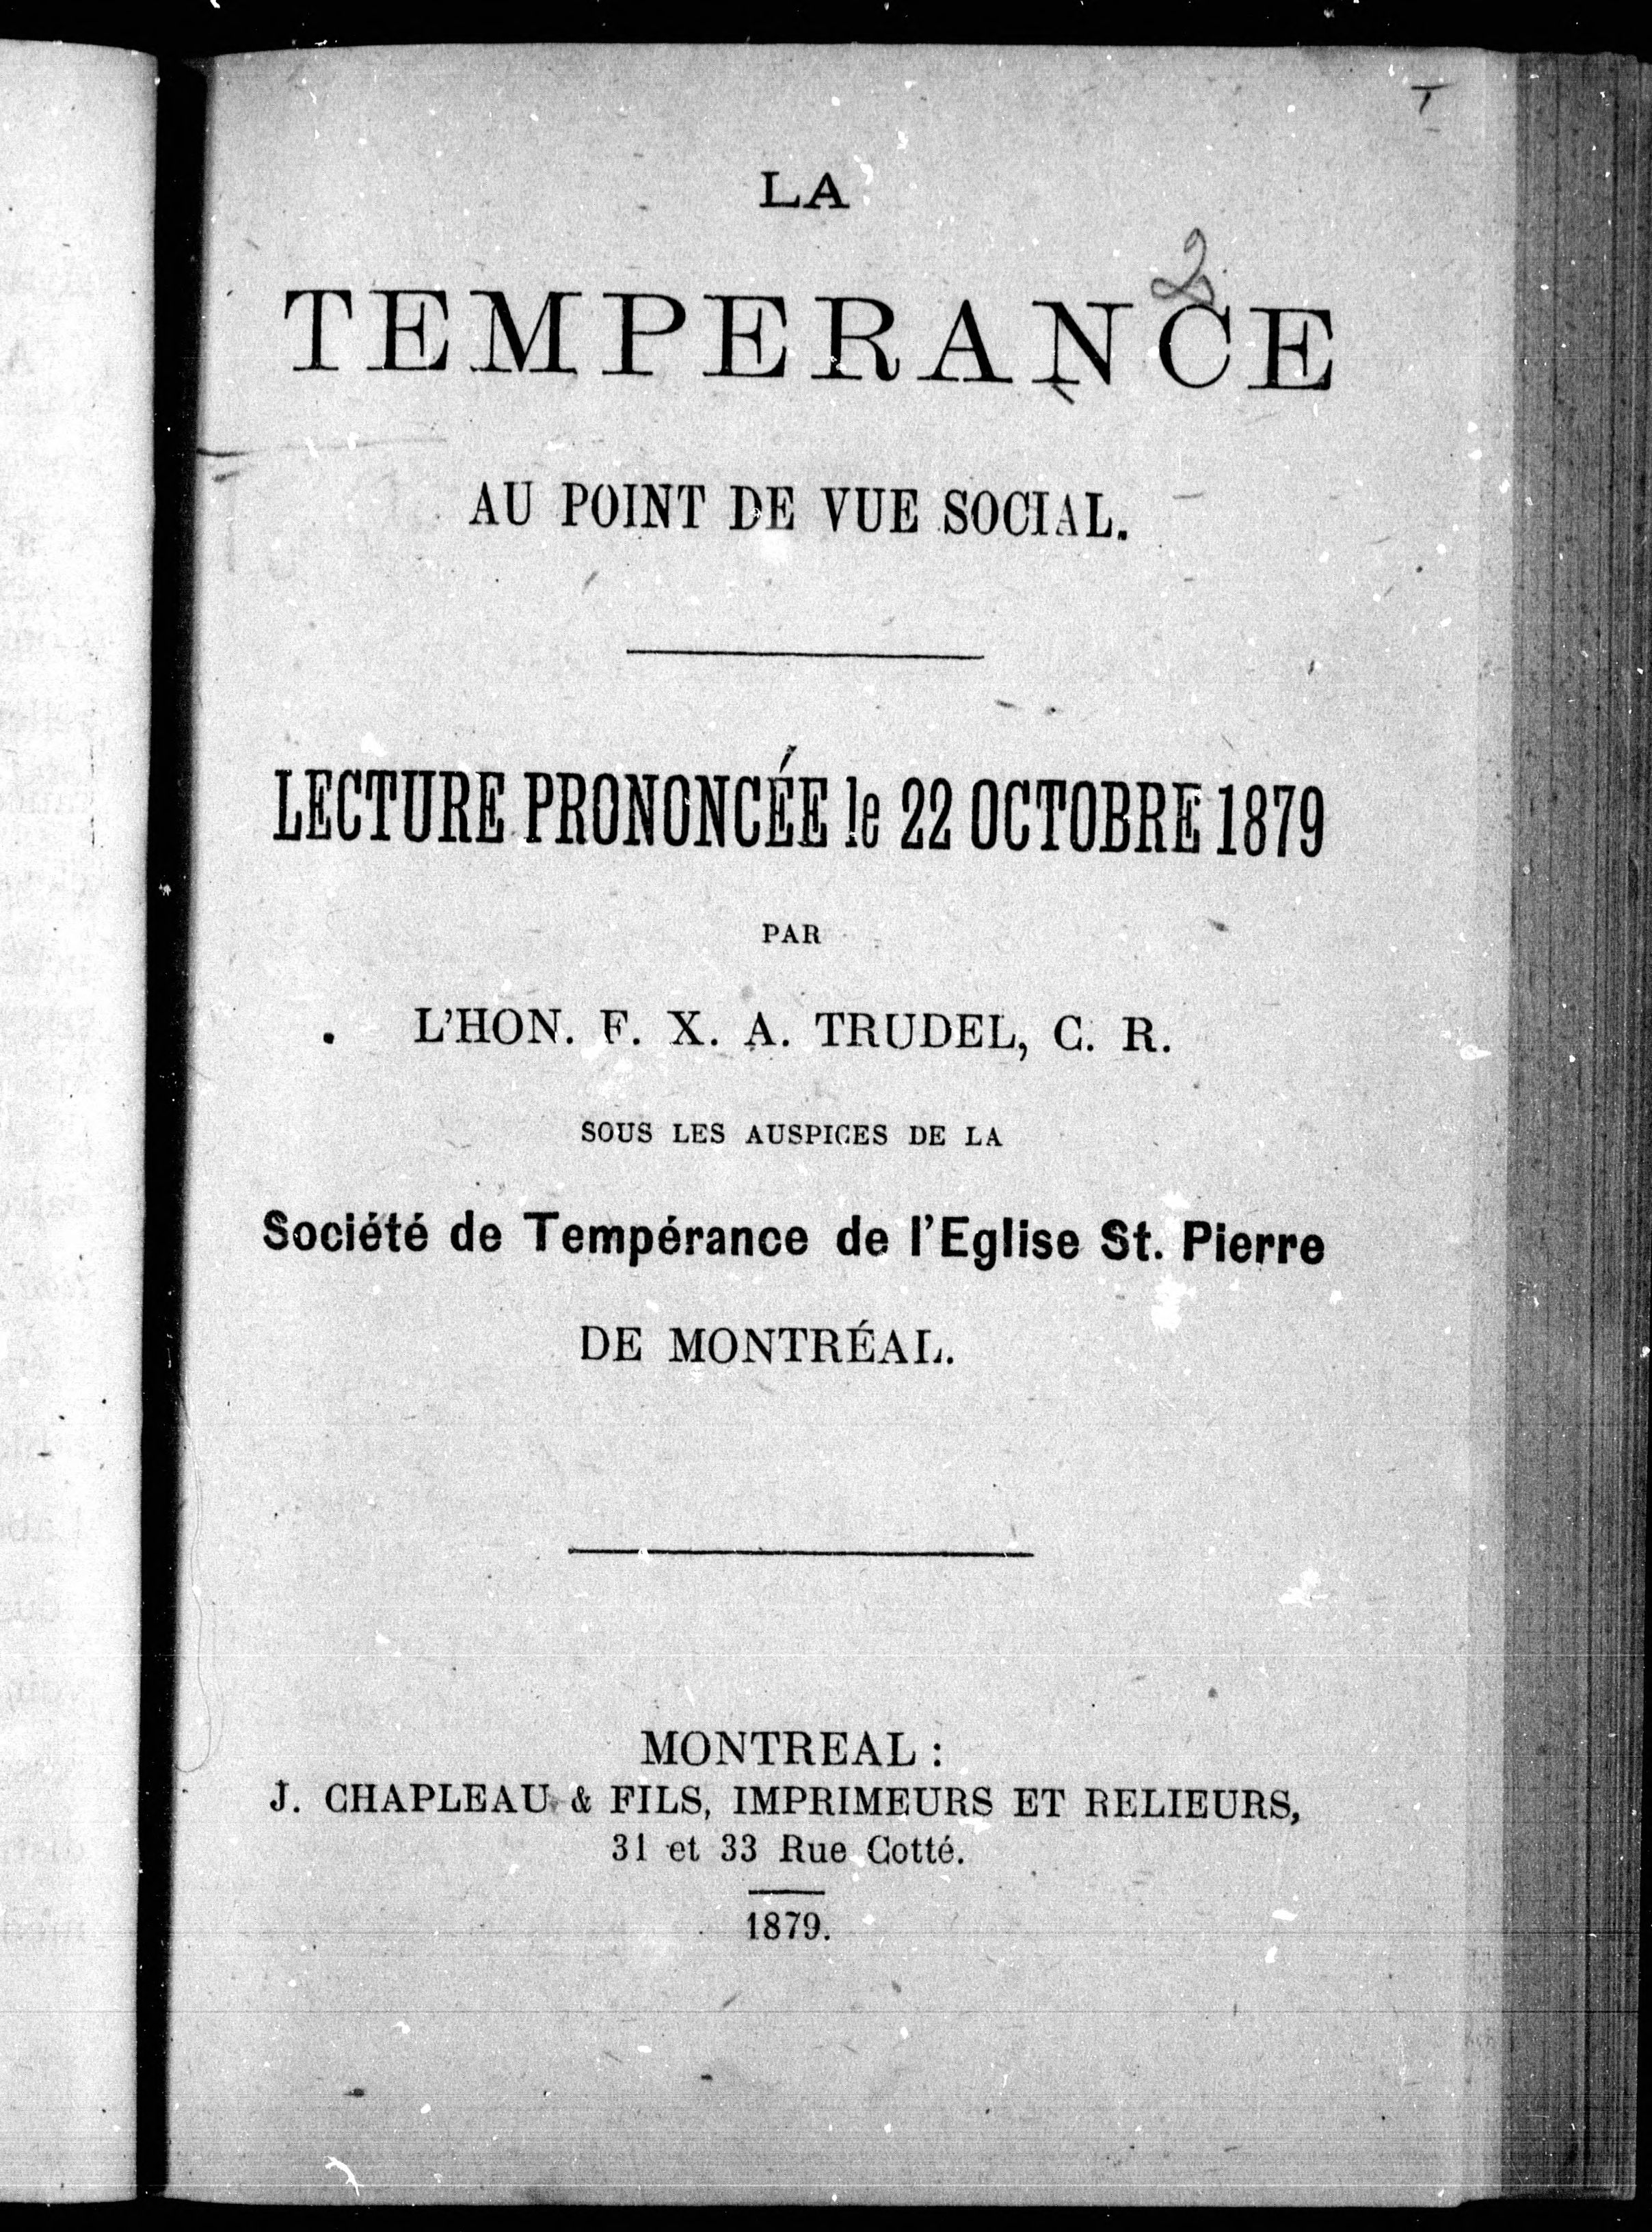 LA
2
TEMPERANCE
AU POINT DE VUE SOCIAL.
LECTURE PRONONCÉE le 22 OCTOBRE 1879
PAR
L'HON. F. X. A. TRUDEL, C. R.
SOUS LES AUSPICES DE LA
Société de Tempérance de l'Eglise St. Pierre
DE MONTRÉAL.
MONTREAL :
J. CHAPLEAU & FILS, IMPRIMEURS ET RELIEURS,
31 et 33 Rue Cotté.
1879.